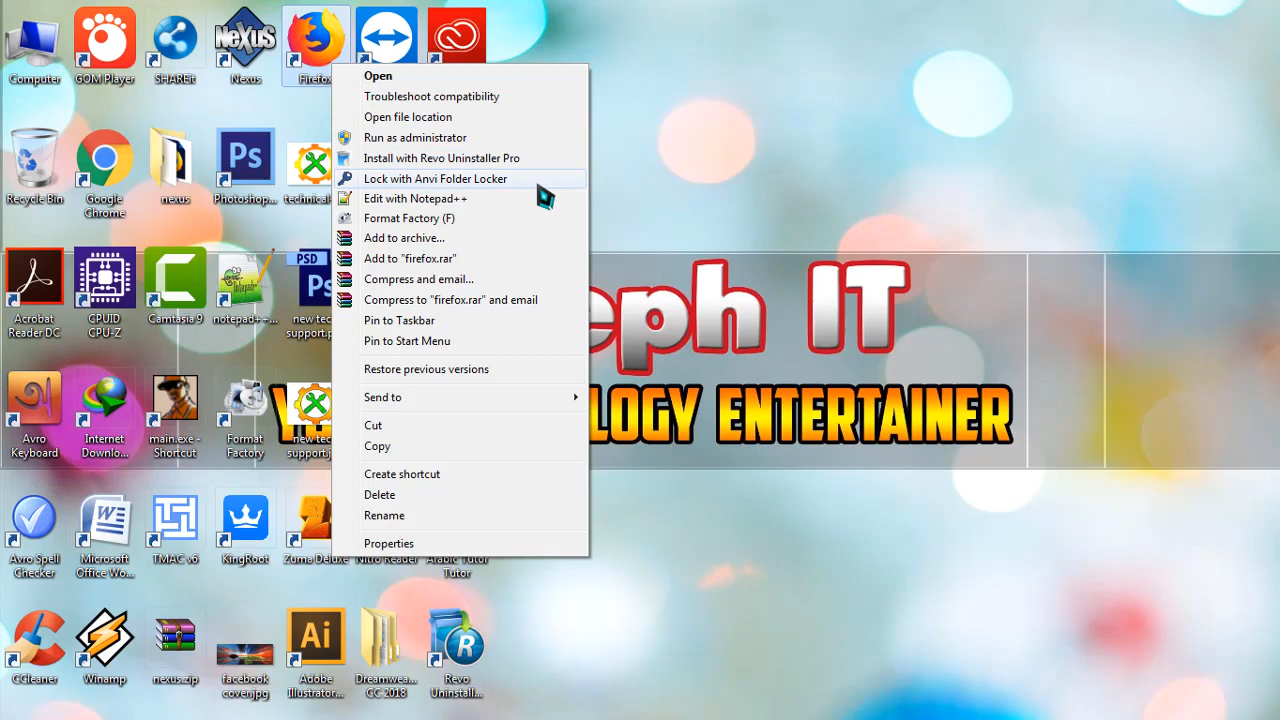 Computer
GOM Player
SHAREit
NeXuS
Nexus
Firefox
Open
Troubleshoot compatibility
Open file location
Run as administrator
Install with Revo Uninstaller Pro
Lock with Anvi Folder Locker
Edit with Notepad++
Format Factory (F)
Add to archive...
Add to "firefox.rar"
Compress and email...
Compress to "firefox.rar" and email
Pin to Taskbar
Pin to Start Menu
Restore previous versions
Send to
Cut
Copy
Create shortcut
Delete
Rename
Properties
Recycle Bin
Google
Chrome
nexus
Ps
Photoshop...
technical-
Acrobat
Reader DC
CPUID
CPU-Z
Camtasia 9
notepad++...
PSD
Ps
new tec
support.p
eph IT
LOGY ENTERTAINER
অ
Avro
Keyboard
Internet
Downlo...
main.exe -
Shortcut
Format
Factory
new tec
support.j
Avro Spell
Checker
Microsoft
Office Wo...
TMAC v6
KingRoot
Zuma Deluxe
Nitro Reader
Arabic Tutor
Tutor
CCleaner
Winamp
nexus.zip
facebook
cover.jpg
Ai
Adobe
Illustrator...
Dreamwea...
CC 2018
R
Revo
Uninstall...